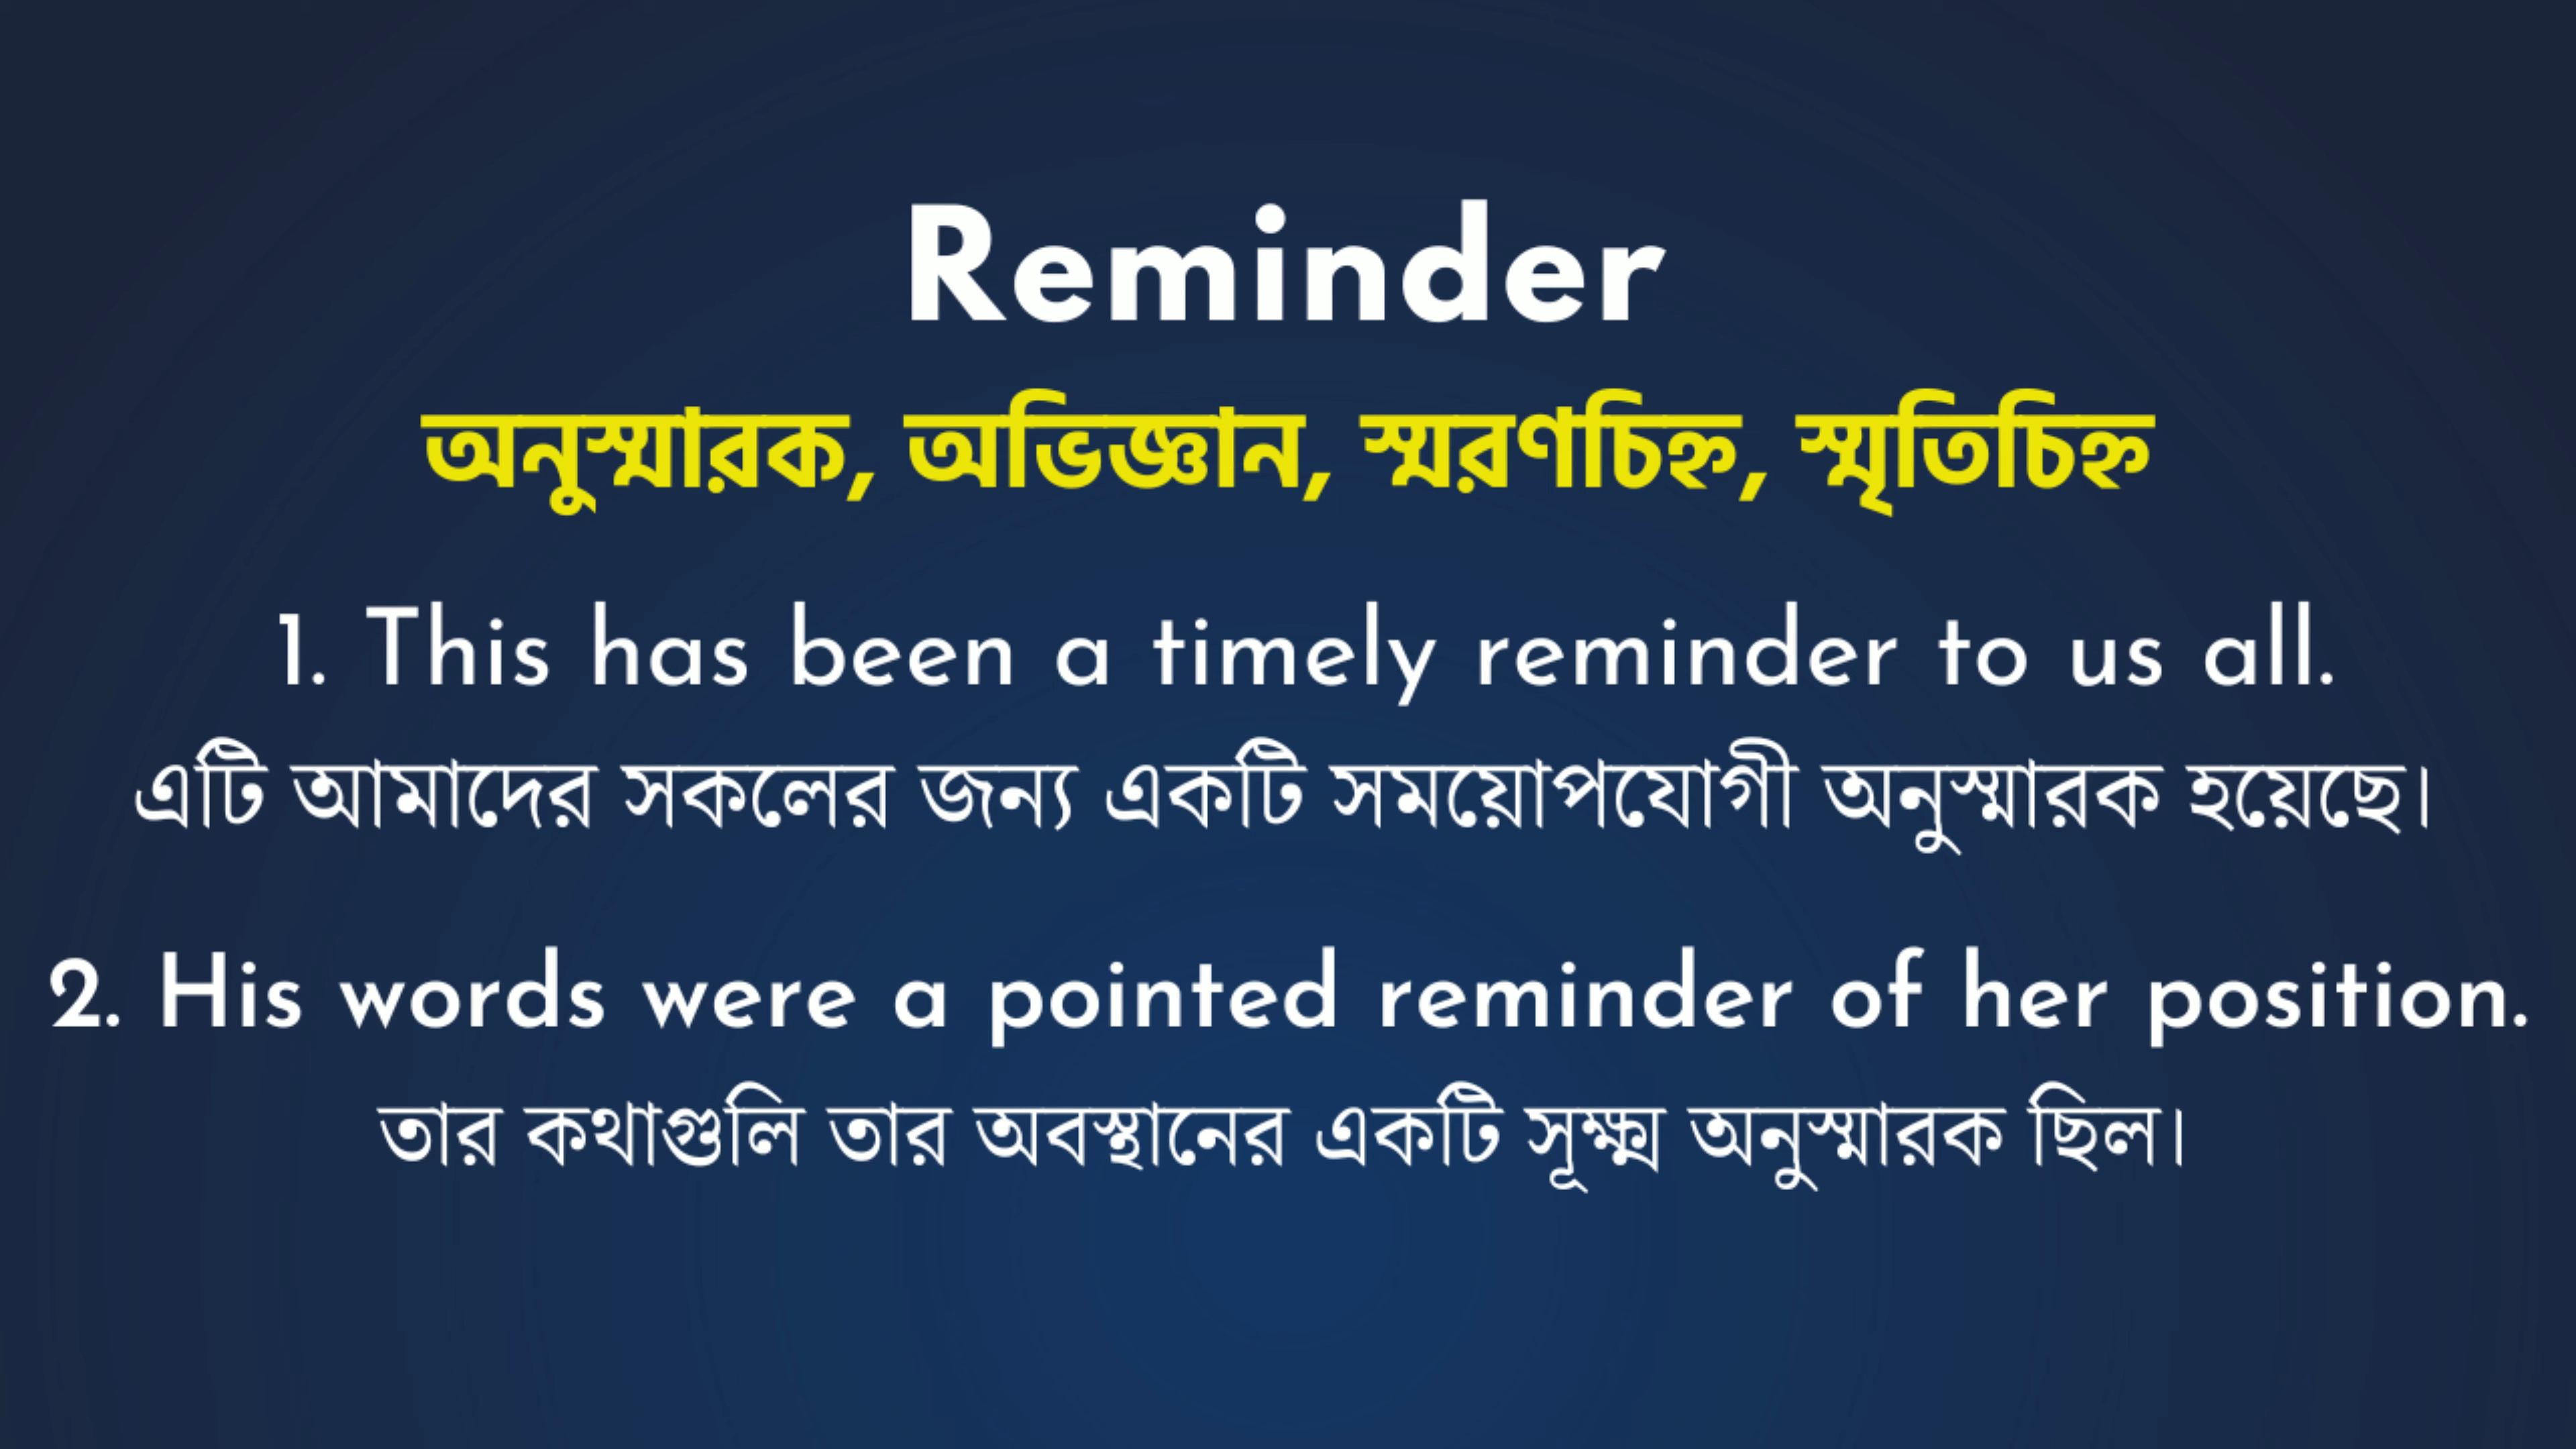 Reminder
অনুস্মারক, অভিজ্ঞান, স্মরণচিহ্ন, স্মৃতিচিহ্ন
1. This has been a timely reminder to us all.
এটি আমাদের সকলের জন্য একটি সময়োপযোগী অনুস্মারক হয়েছে।
2. His words were a pointed reminder of her position.
তার কথাগুলি তার অবস্থানের একটি সূক্ষ্ম অনুস্মারক ছিল।